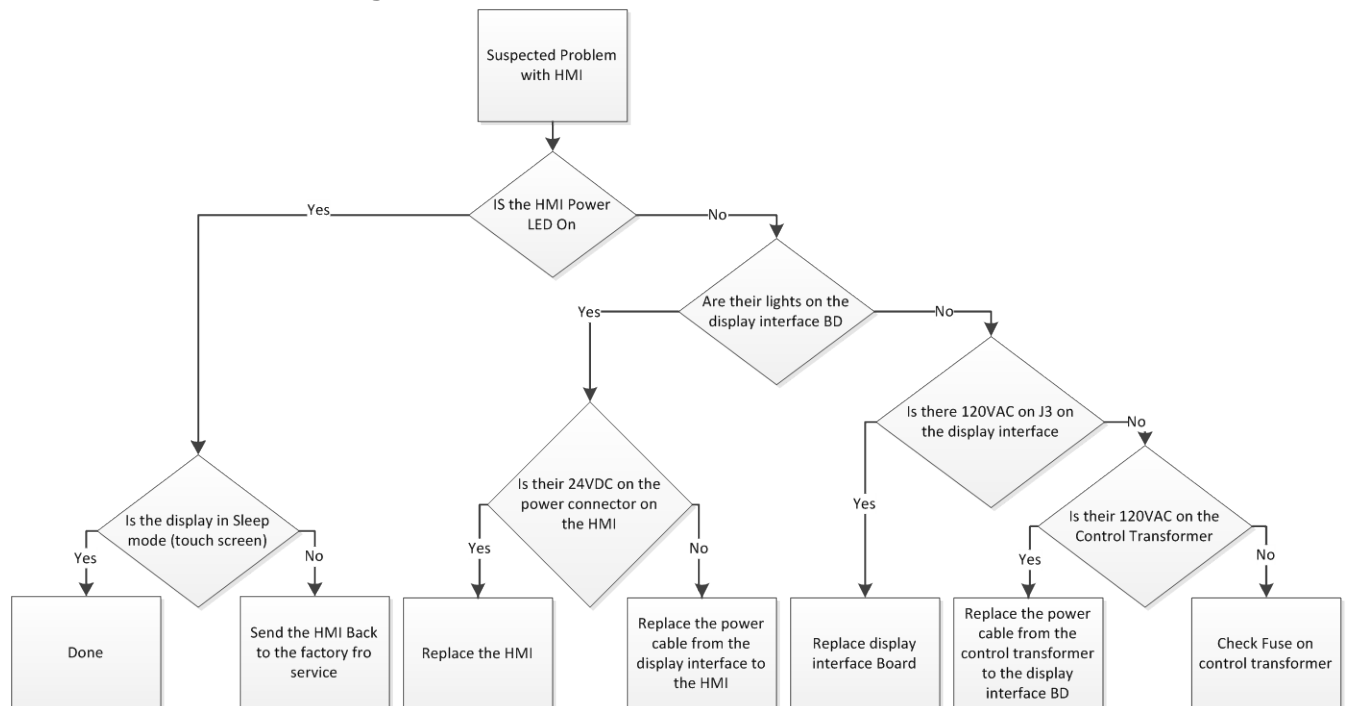 Suspected Problem
with HMI
IS the HMI Power
LED On
Yes
No
Are their lights on the
display interface BD
Yes
No
Is there 120VAC on J3 on
the display interface
Yes
No
Is their 24VDC on the
power connector on
the HMI
Yes
No
Is their 120VAC on the
Control Transformer
Yes
No
Is the display in Sleep
mode (touch screen)
Yes
No
Done
Send the HMI Back
to the factory fro
service
Replace the HMI
Replace the power
cable from the
display interface to
the HMI
Replace display
interface Board
Replace the power
cable from the
control transformer
to the display
interface BD
Check Fuse on
control transformer